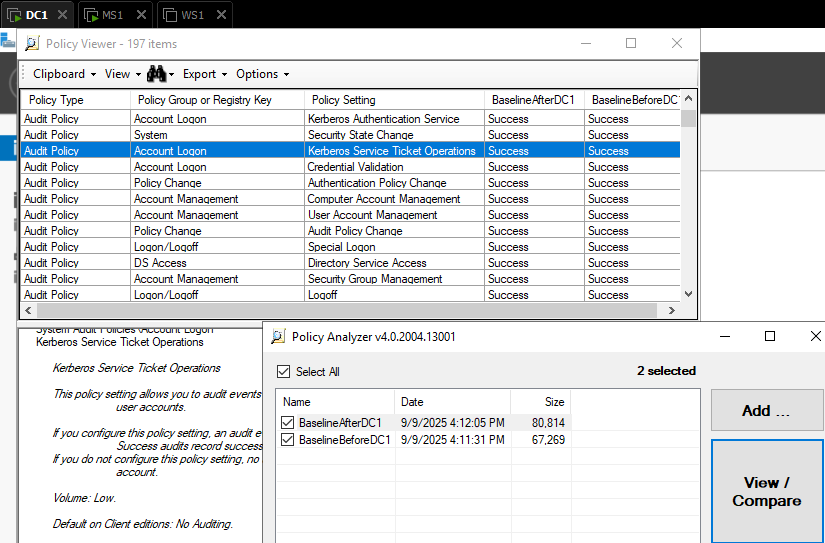 DC1 MS1 WS1
Policy Viewer - 197 items
Clipboard View Export Options
Policy Type Policy Group or Registry Key Policy Setting BaselineAfterDC1 BaselineBeforeDC1
Audit Policy Account Logon Kerberos Authentication Service Success Success
Audit Policy System Security State Change Success Success
Audit Policy Account Logon Kerberos Service Ticket Operations Success Success
Audit Policy Account Logon Credential Validation Success Success
Audit Policy Policy Change Authentication Policy Change Success Success
Audit Policy Account Management Computer Account Management Success Success
Audit Policy Account Management User Account Management Success Success
Audit Policy Policy Change Audit Policy Change Success Success
Audit Policy Logon/Logoff Special Logon Success Success
Audit Policy DS Access Directory Service Access Success Success
Audit Policy Account Management Security Group Management Success Success
Audit Policy Logon/Logoff Logoff Success Success
System Audit Policies\Account Logon
Kerberos Service Ticket Operations
Kerberos Service Ticket Operations
This policy setting allows you to audit events
user accounts.
If you configure this policy setting, an audit e
Success audits record success
If you do not configure this policy setting, no
account.
Volume: Low.
Default on Client editions: No Auditing.
Policy Analyzer v4.0.2004.13001
Select All 2 selected
Name Date Size
BaselineAfterDC1 9/9/2025 4:12:05 PM 80,814
BaselineBeforeDC1 9/9/2025 4:11:31 PM 67,269
Add ...
View /
Compare